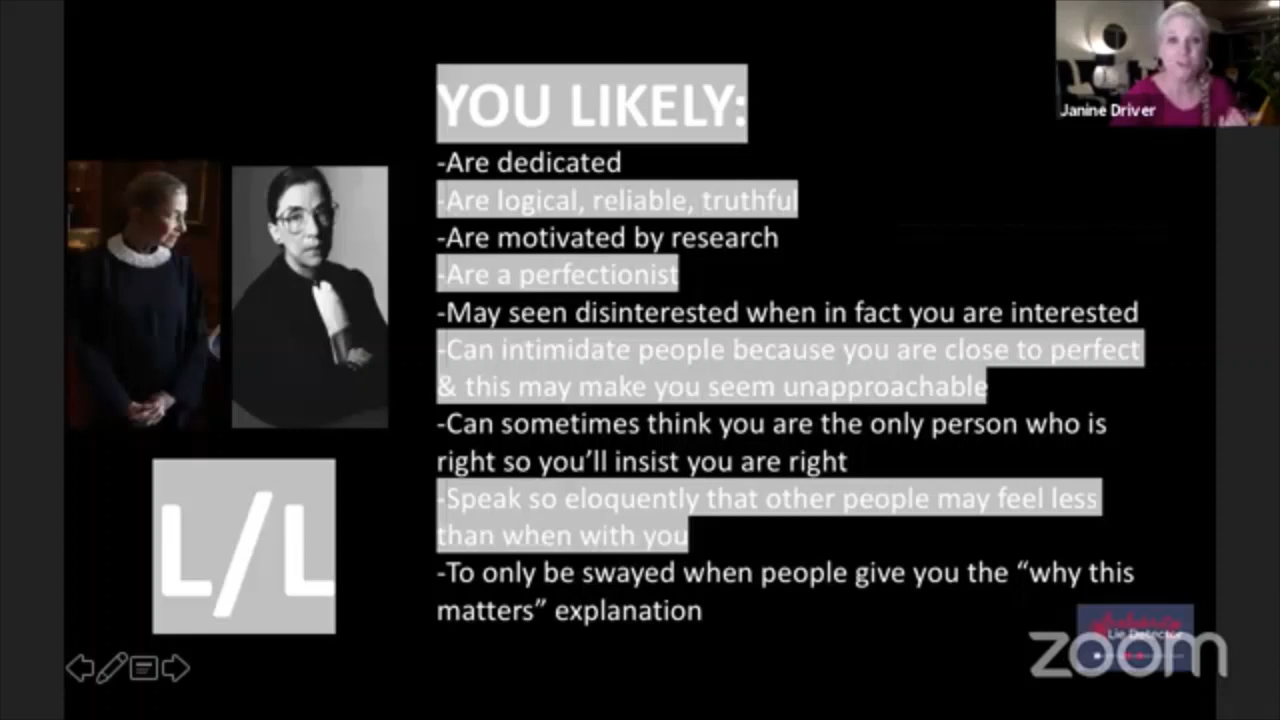 Janine Driver
YOU LIKELY:
-Are dedicated
-Are logical, reliable, truthful
-Are motivated by research
-Are a perfectionist
-May seen disinterested when in fact you are interested
-Can intimidate people because you are close to perfect
& this may make you seem unapproachable
-Can sometimes think you are the only person who is
right so you’ll insist you are right
-Speak so eloquently that other people may feel less
than when with you
-To only be swayed when people give you the “why this
matters” explanation
L/L
Lie Detector
zoom